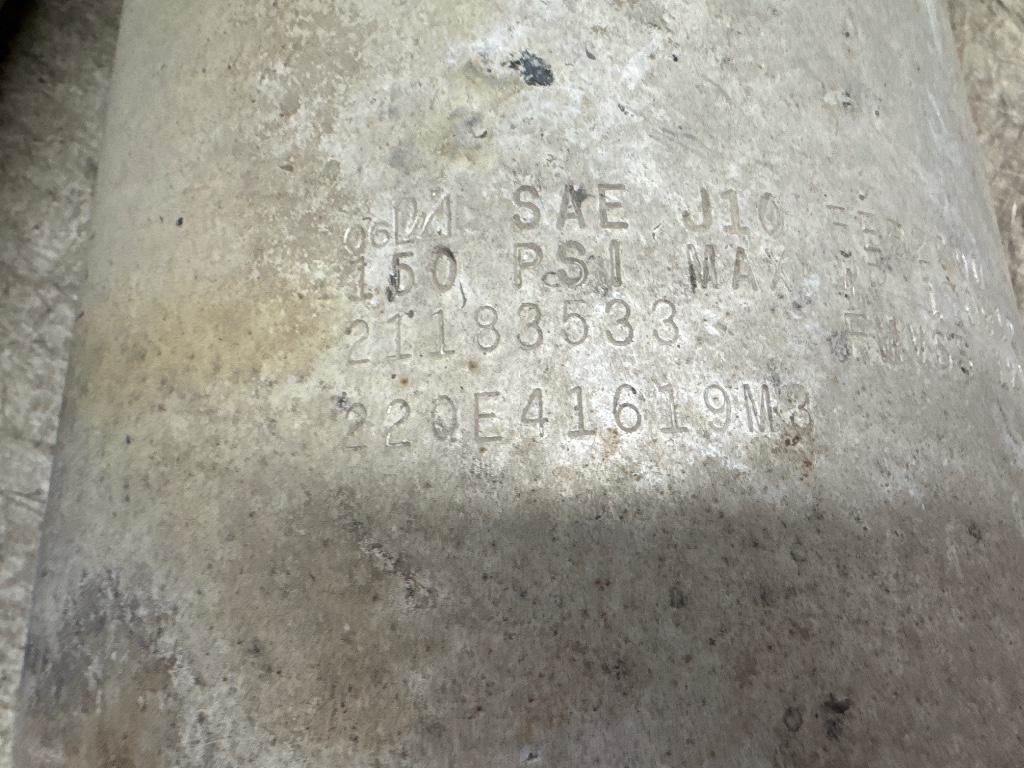 SAE J10
150 PSI MAX
21183533
220E41619M3